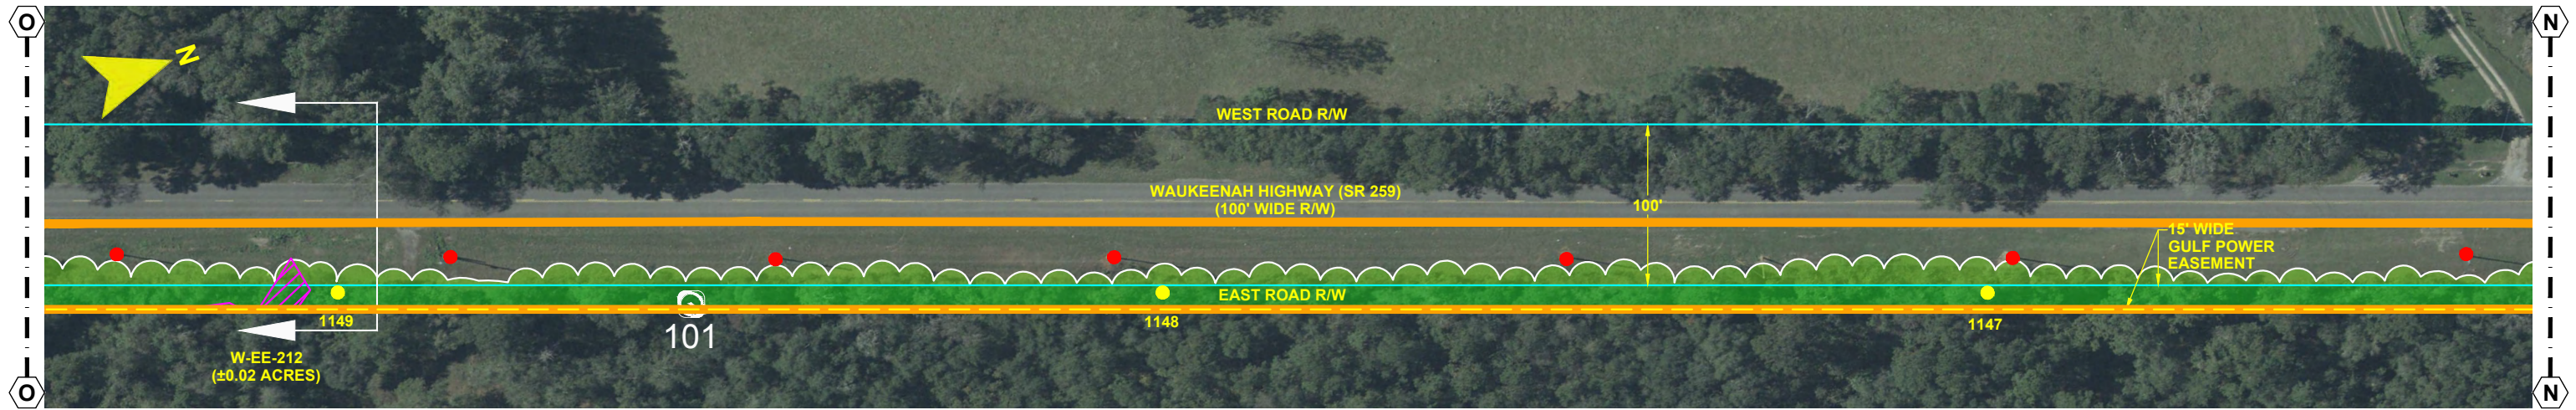 O
N
N
WEST ROAD R/W
WAUKEENAH HIGHWAY (SR 259)
(100' WIDE R/W)
100'
15' WIDE
GULF POWER
EASEMENT
EAST ROAD R/W
1149
101
1148
1147
W-EE-212
(±0.02 ACRES)
O
N